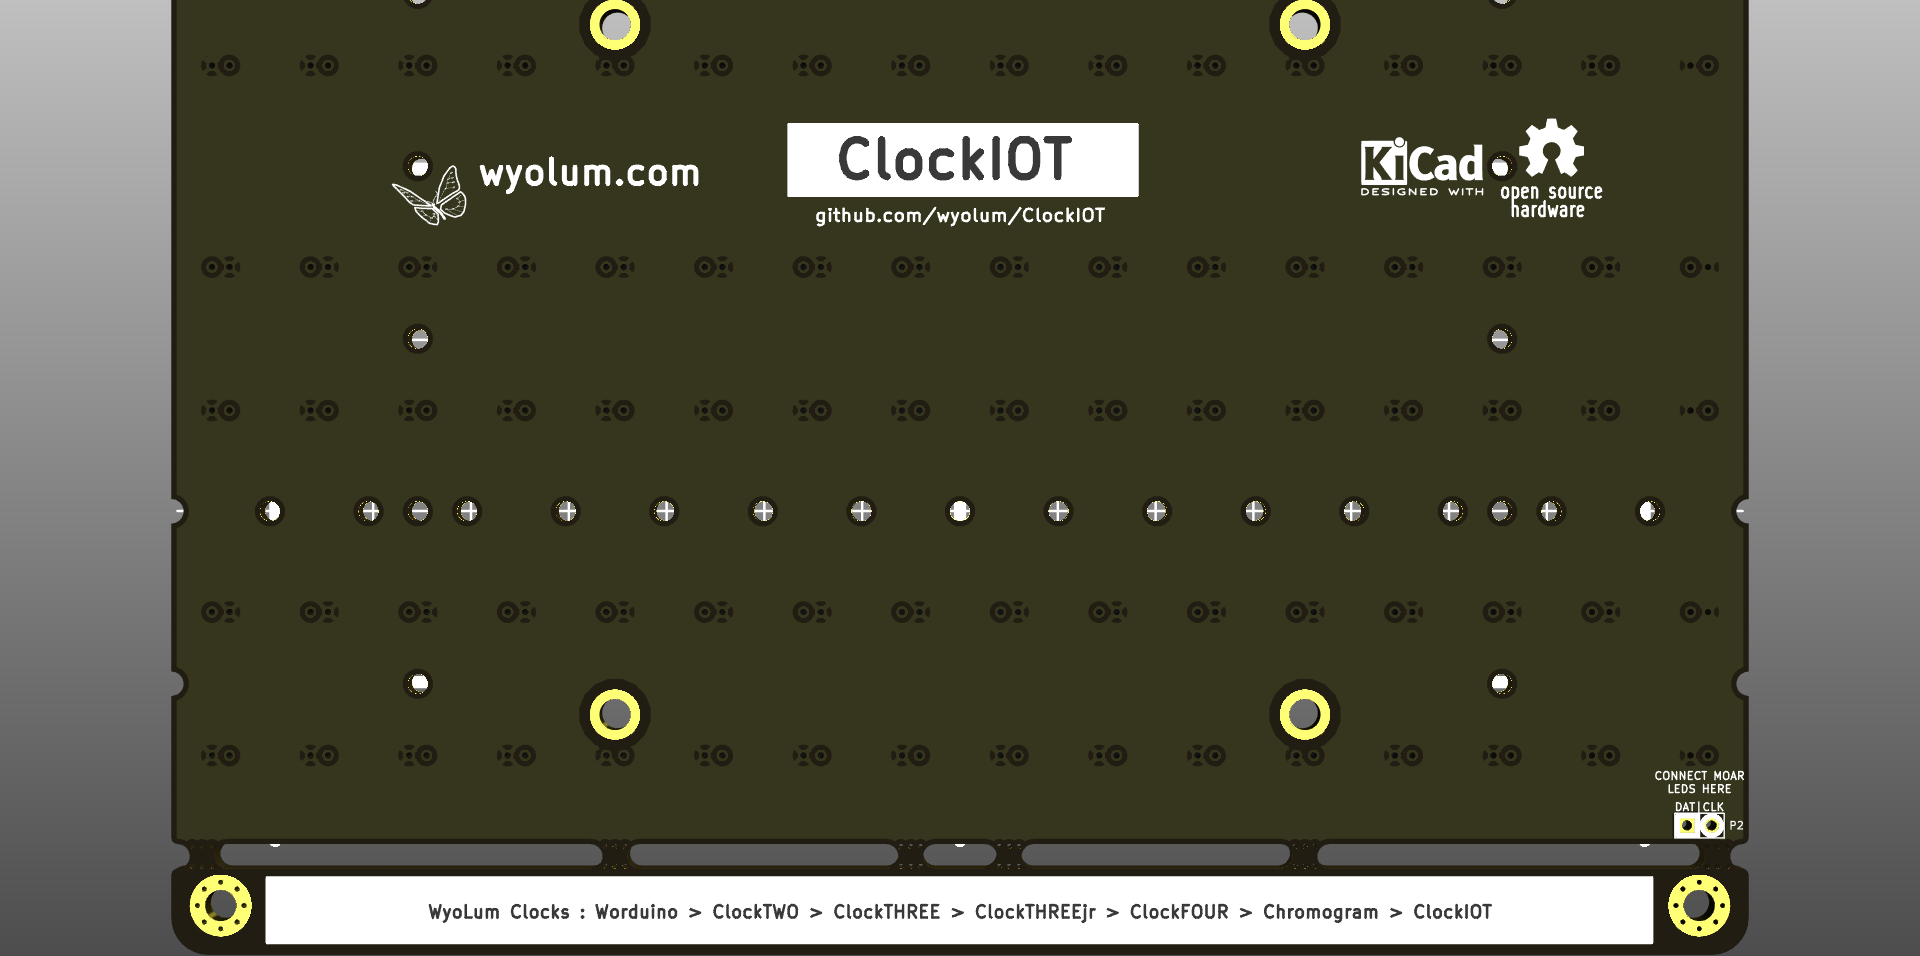 ClockIOT
wyolum.com
github.com/wyolum/ClockIOT
KiCad
DESIGNED WITH
open source
hardware
CONNECT MOAR
LEDS HERE
DAT|CLK
P2
WyoLum Clocks : Worduino > ClockTWO > ClockTHREE > ClockTHREEjr > ClockFOUR > Chromogram > ClockIOT